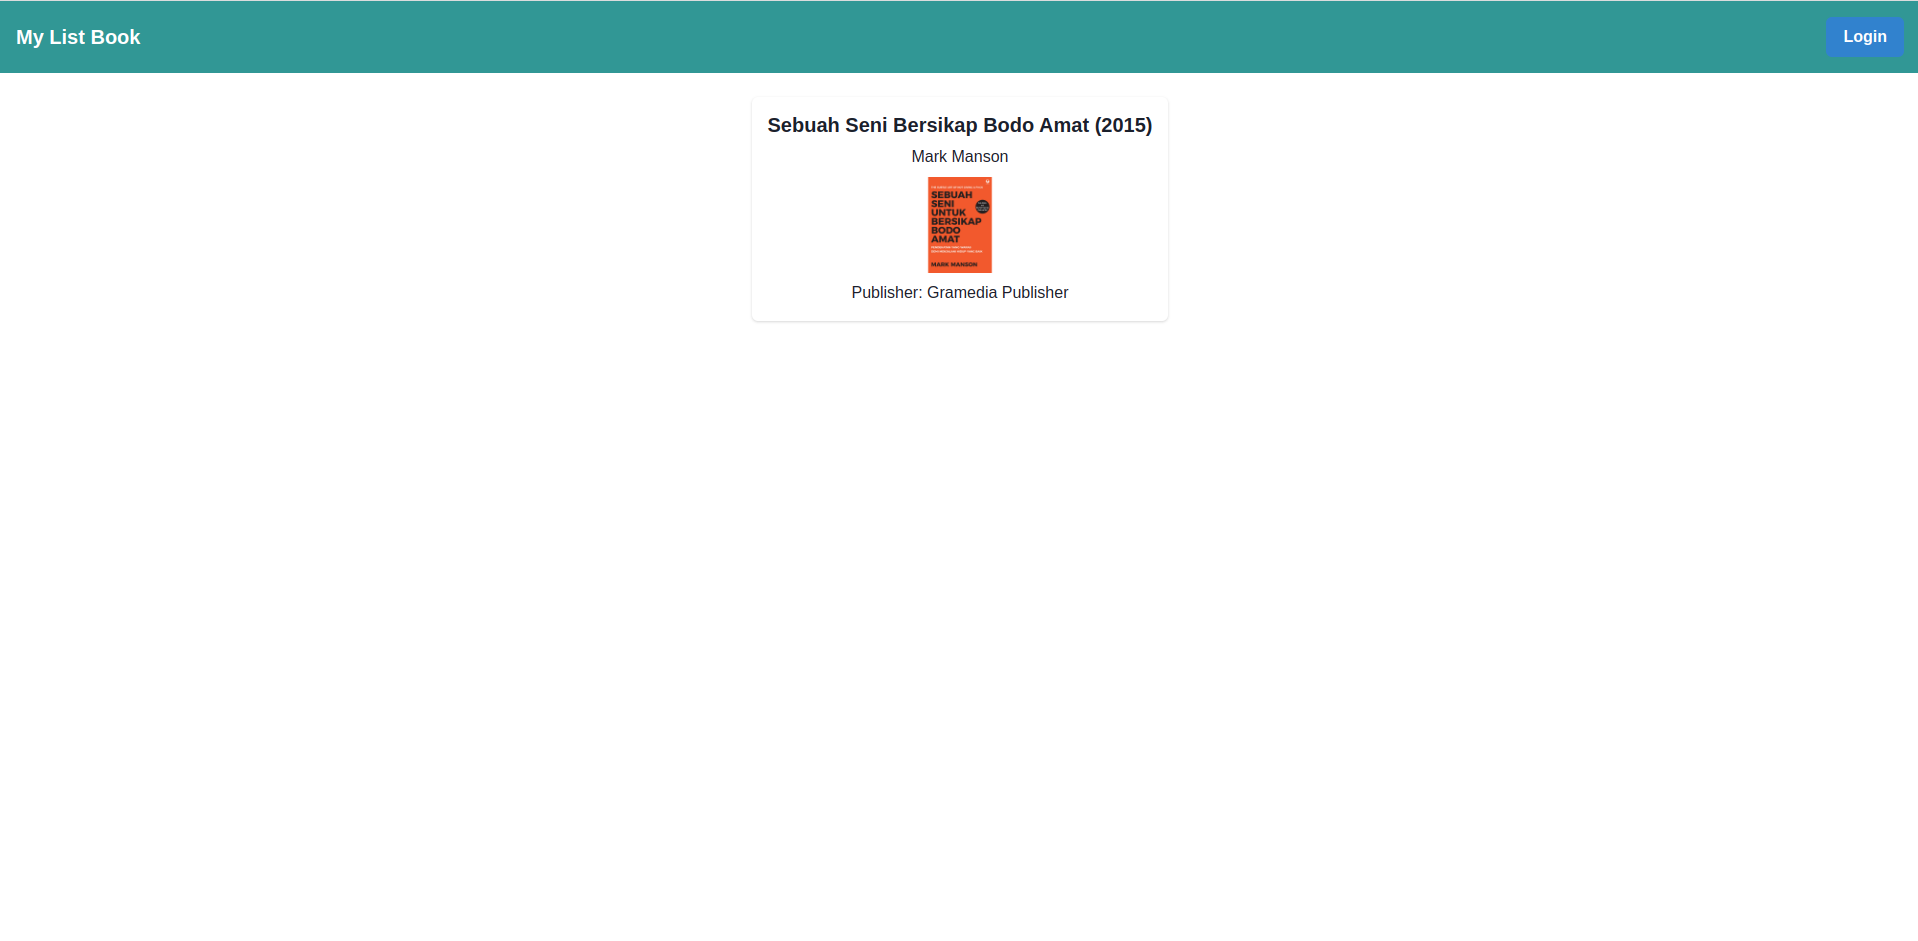 My List Book
Login
Sebuah Seni Bersikap Bodo Amat (2015)
Mark Manson
SEBUAH
SENI
UNTUK
BERSIKAP
BODO
AMAT
MARK MANSON
Publisher: Gramedia Publisher